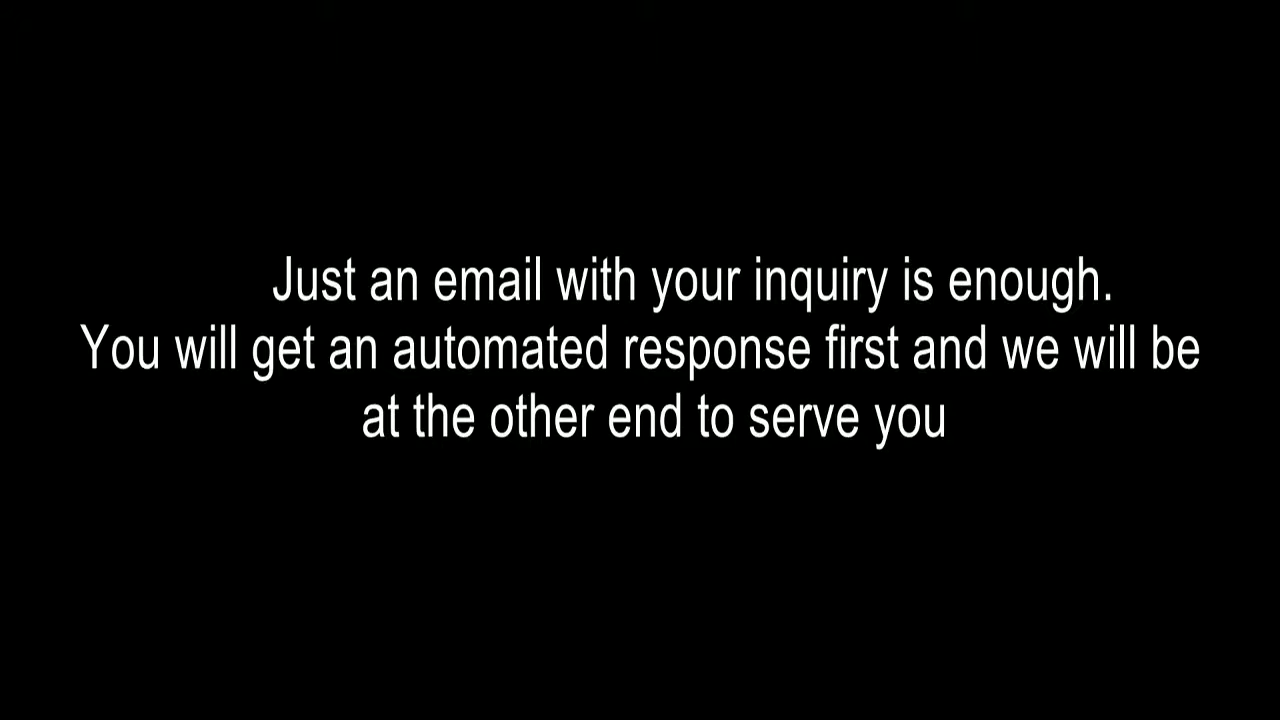 Just an email with your inquiry is enough.
You will get an automated response first and we will be
at the other end to serve you